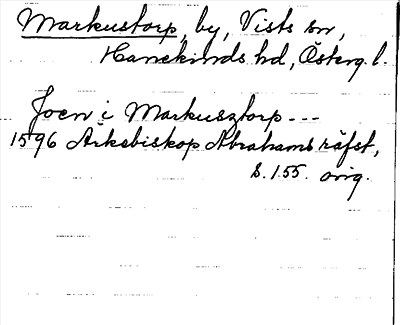 Markustorp, by, Vists sn,
Hanekinds hd, Österg. l.
Joen i Markusztorp ---
1596 Ärkebiskop Abrahams räfst,
s. 155. orig.